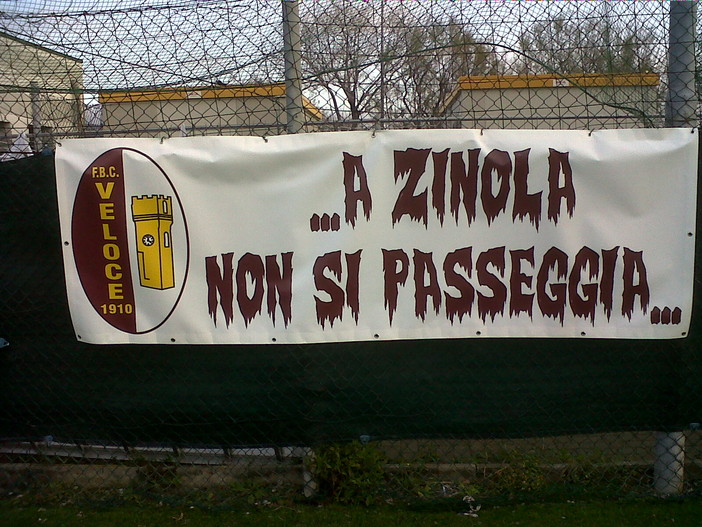 F.B.C.
VELOCE
1910
...A ZINOLA
NON SI PASSEGGIA...